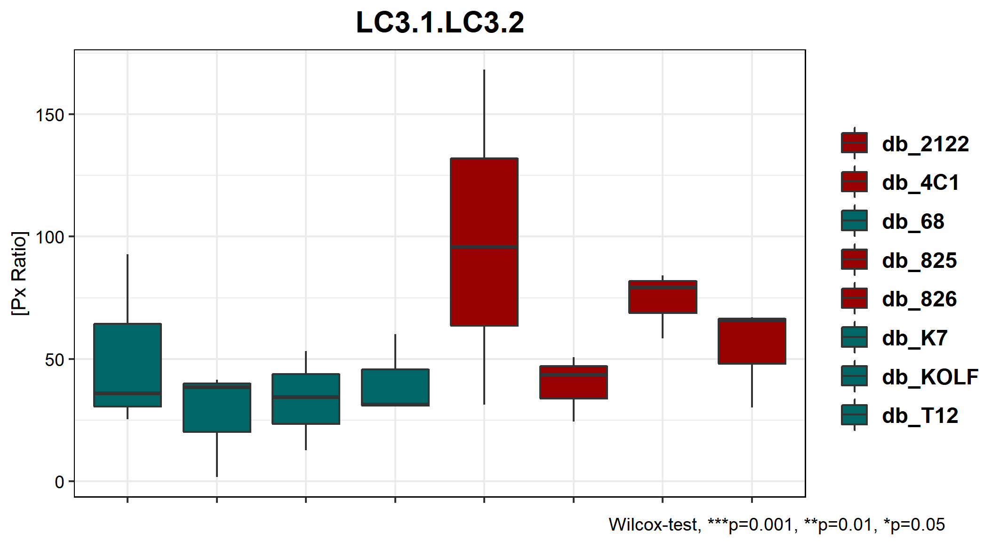 LC3.1.LC3.2
[Px Ratio]
150
100
50
0
db_2122
db_4C1
db_68
db_825
db_826
db_K7
db_KOLF
db_T12
Wilcox-test, ***p=0.001, **p=0.01, *p=0.05